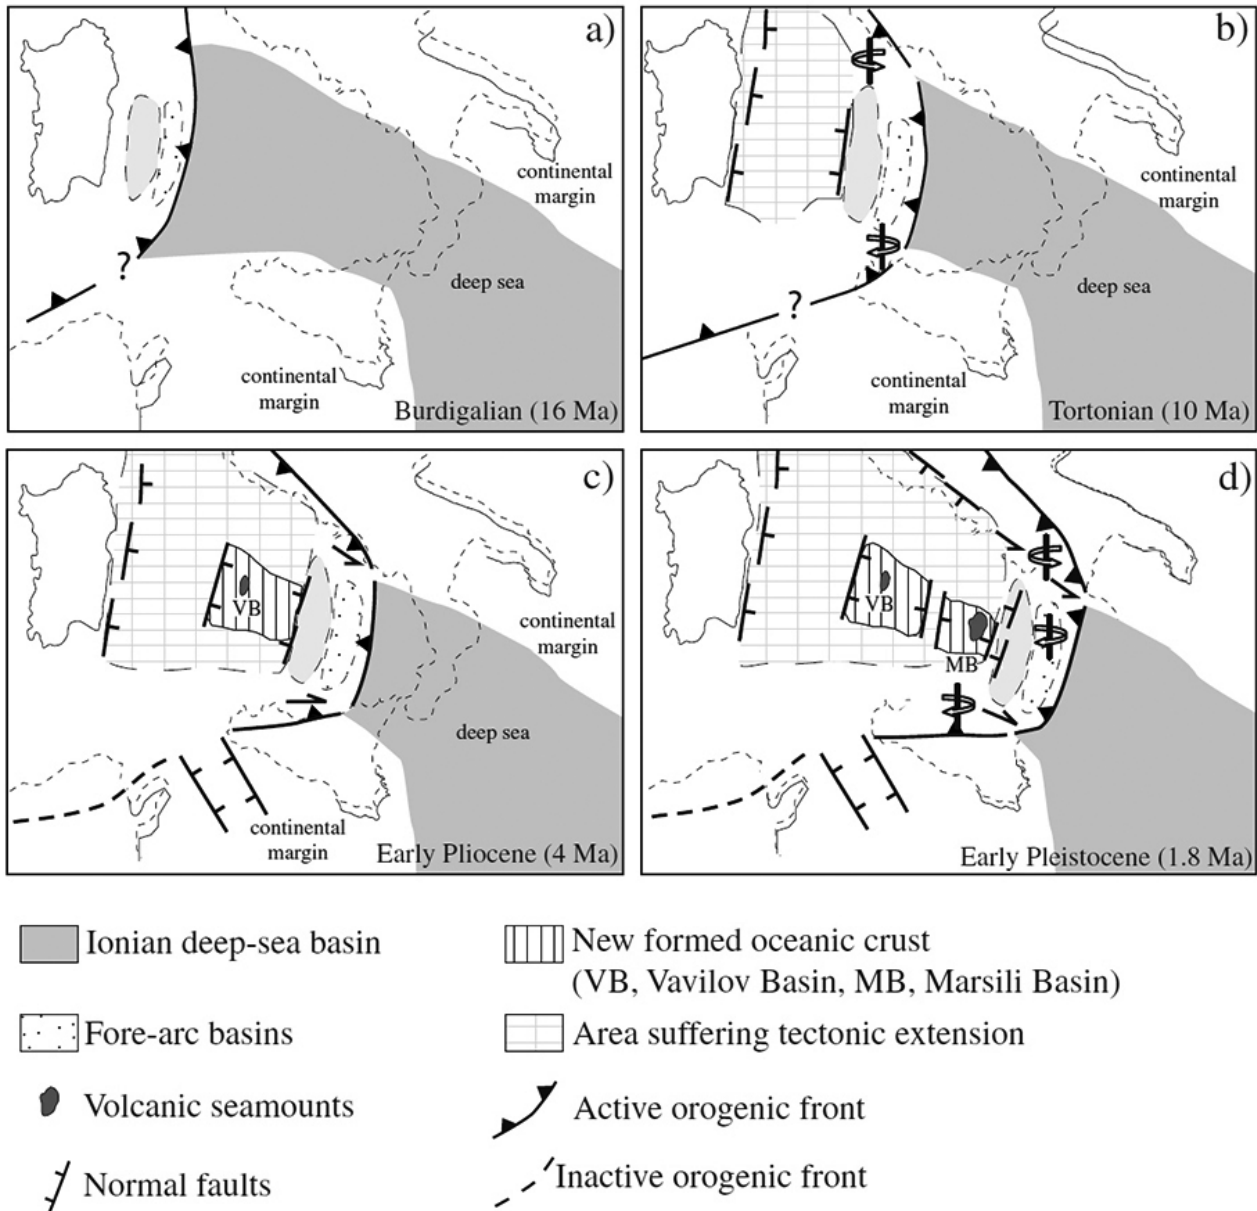 a)
continental
margin
deep sea
?
continental
margin
Burdigalian (16 Ma)
b)
continental
margin
deep sea
?
continental
margin
Tortonian (10 Ma)
c)
VB
continental
margin
deep sea
continental
margin
Early Pliocene (4 Ma)
d)
VB
MB
Early Pleistocene (1.8 Ma)
Ionian deep-sea basin
Fore-arc basins
Volcanic seamounts
Normal faults
New formed oceanic crust
(VB, Vavilov Basin, MB, Marsili Basin)
Area suffering tectonic extension
Active orogenic front
Inactive orogenic front